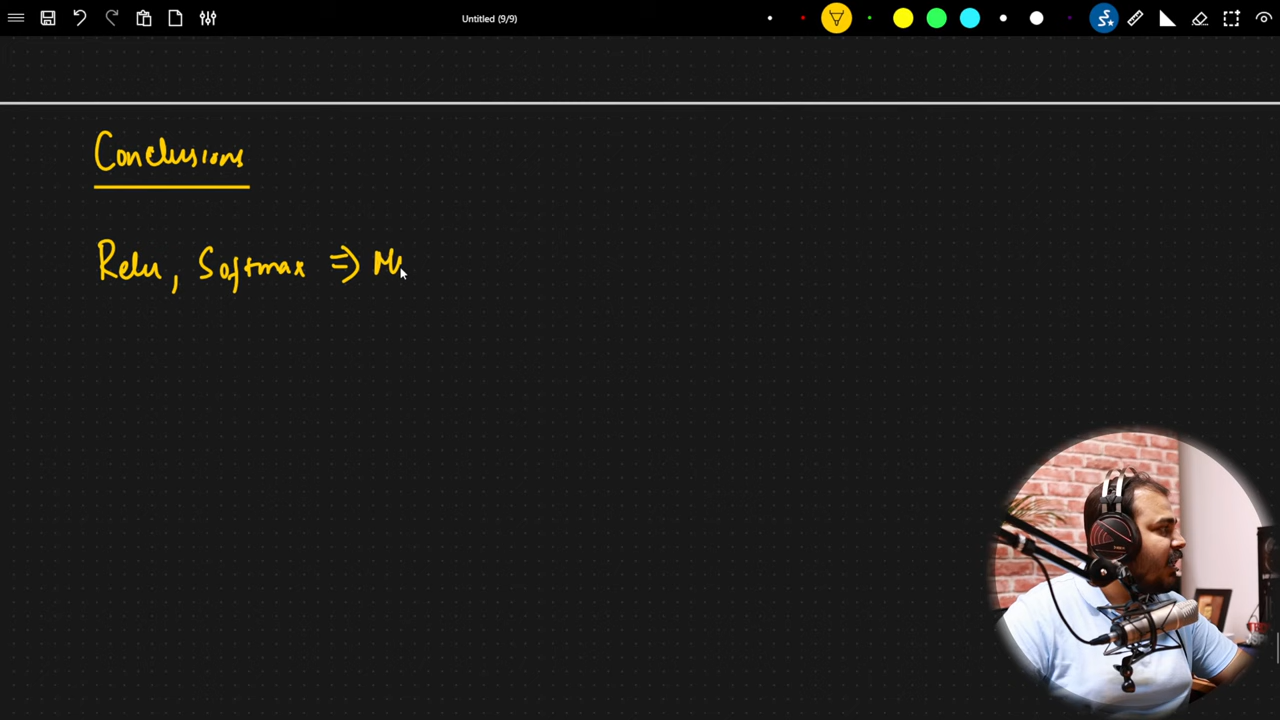 Untitled (9/9)
Conclusions
Relu, Softmax => M